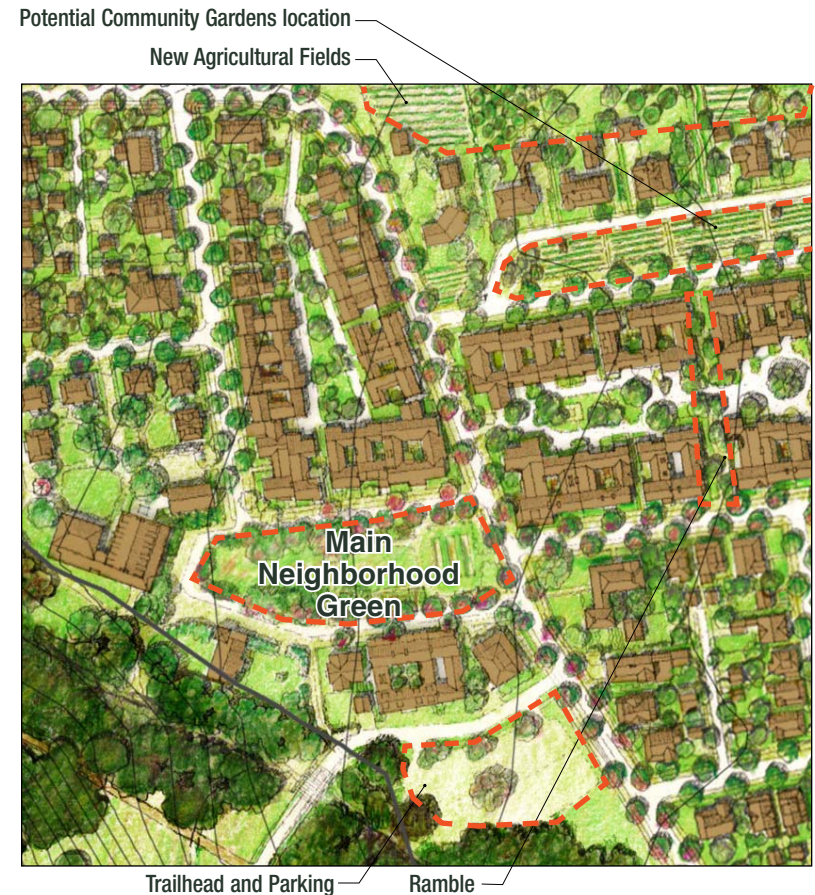 Potential Community Gardens location
New Agricultural Fields
Main
Neighborhood
Green
Trailhead and Parking
Ramble